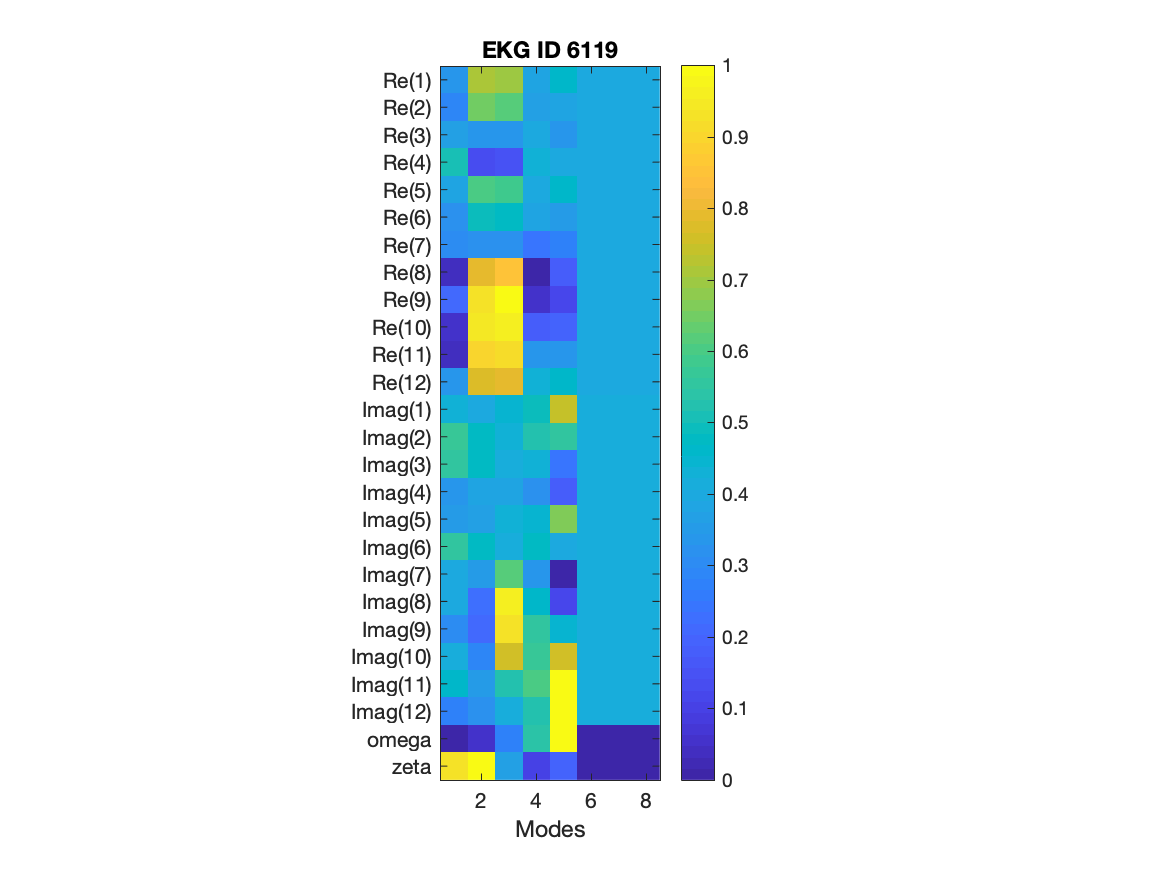 EKG ID 6119
Re(1)
Re(2)
Re(3)
Re(4)
Re(5)
Re(6)
Re(7)
Re(8)
Re(9)
Re(10)
Re(11)
Re(12)
Imag(1)
Imag(2)
Imag(3)
Imag(4)
Imag(5)
Imag(6)
Imag(7)
Imag(8)
Imag(9)
Imag(10)
Imag(11)
Imag(12)
omega
zeta
2 4 6 8
Modes
1
0.9
0.8
0.7
0.6
0.5
0.4
0.3
0.2
0.1
0